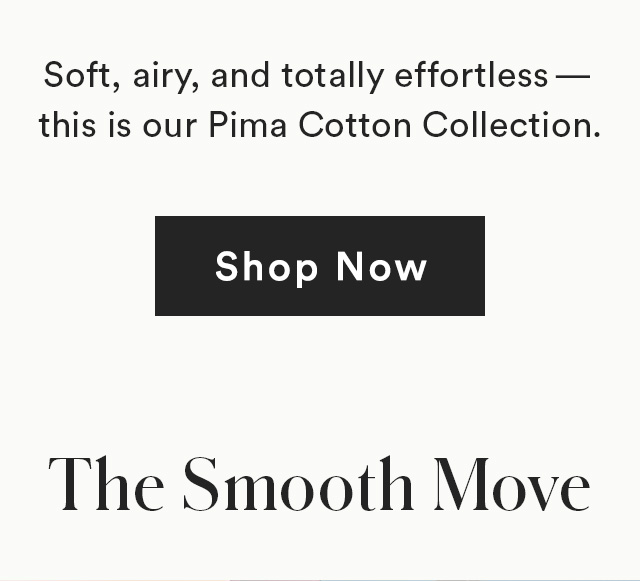 Soft, airy, and totally effortless —
this is our Pima Cotton Collection.
Shop Now
The Smooth Move